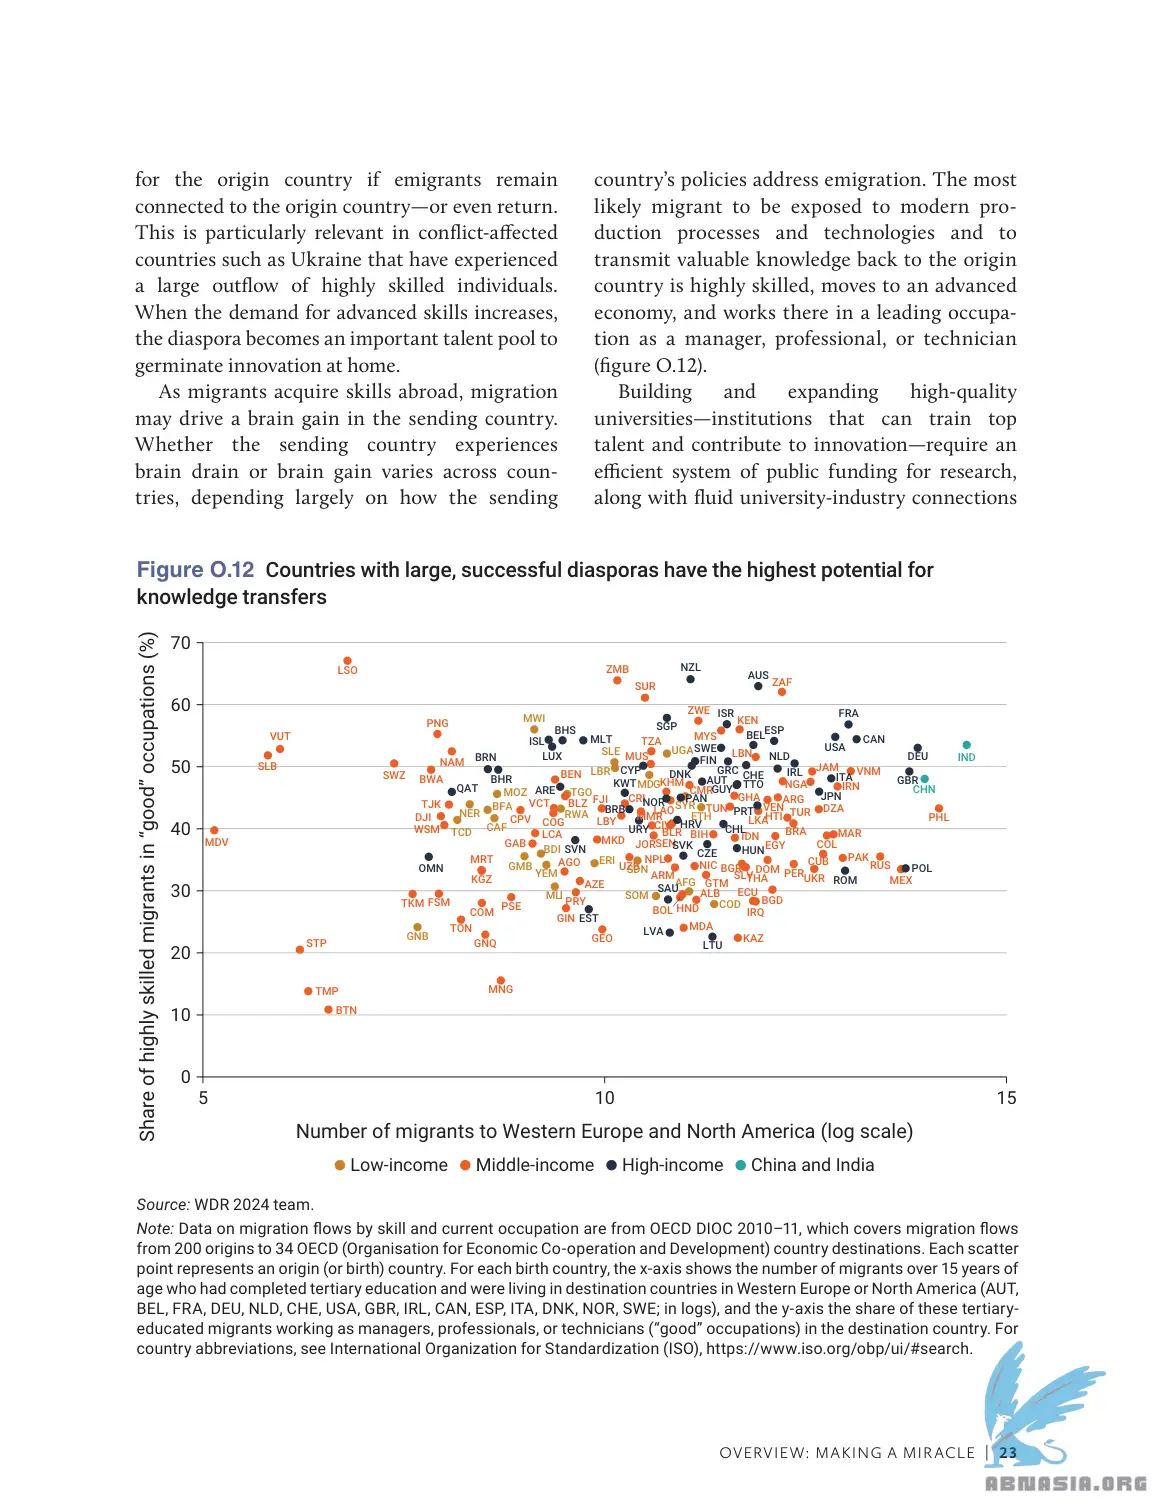 for the origin country if emigrants remain
connected to the origin country—or even return.
This is particularly relevant in conflict-affected
countries such as Ukraine that have experienced
a large outflow of highly skilled individuals.
When the demand for advanced skills increases,
the diaspora becomes an important talent pool to
germinate innovation at home.
As migrants acquire skills abroad, migration
may drive a brain gain in the sending country.
Whether the sending country experiences
brain drain or brain gain varies across coun-
tries, depending largely on how the sending
country's policies address emigration. The most
likely migrant to be exposed to modern pro-
duction processes and technologies and to
transmit valuable knowledge back to the origin
country is highly skilled, moves to an advanced
economy, and works there in a leading occupa-
tion as a manager, professional, or technician
(figure O.12).
Building and expanding high-quality
universities—institutions that can train top
talent and contribute to innovation—require an
efficient system of public funding for research,
along with fluid university-industry connections
Figure O.12 Countries with large, successful diasporas have the highest potential for
knowledge transfers
Share of highly skilled migrants in "good" occupations (%)
70
60
50
40
30
20
10
0
5
10
15
LSO
ZMB
NZL
SUR
AUS
ZAF
VUT
SLB
PNG
NAM
SWZ
BWA
MWI
ISL
BHS
LUX
MLT
BRN
BHR
QAT
ARE
SGP
ZWE
ISR
KEN
MYS
BEL
ESP
FRA
USA
CAN
DEU
IND
TZA
MUS
UGA
SWE
FIN
LBN
NLD
IRL
JAM
VNM
ITA
IRN
GBR
CHN
PHL
SLE
LBR
CYP
BEN
TGO
KWT
MDG
KHM
DNK
AUT
CMR
GRC
CHE
GUY
TTO
NGA
JPN
DZA
TJK
DJI
WSM
NER
MOZ
BFA
TCD
CAF
CPV
VCT
BLZ
COG
RWA
FJI
LBY
BRB
CRI
NOR
PAN
LAO
SYR
TUN
ETH
GHA
PRT
VEN
ARG
LKA
HTI
TUR
BRA
MDV
LCA
GAB
SVN
MKD
URY
CIV
BLR
HRV
BIH
CHL
IDN
EGY
COL
MAR
JOR
SEN
SVK
CZE
HUN
OMN
MRT
KGZ
GMB
BDI
YEM
AGO
ERI
UZB
SDN
NPL
ARM
NIC
GTM
BGR
SLV
DOM
PER
CUB
UKR
PAK
ROM
RUS
MEX
POL
TKM
FSM
COM
PSE
MLI
AZE
PRY
GIN
EST
SOM
SAU
AFG
BOL
HND
ALB
COD
ECU
IRQ
BGD
GNB
TON
GNQ
GEO
LVA
MDA
LTU
KAZ
STP
TMP
BTN
MNG
Number of migrants to Western Europe and North America (log scale)
Low-income Middle-income High-income China and India
Source: WDR 2024 team.
Note: Data on migration flows by skill and current occupation are from OECD DIOC 2010–11, which covers migration flows
from 200 origins to 34 OECD (Organisation for Economic Co-operation and Development) country destinations. Each scatter
point represents an origin (or birth) country. For each birth country, the x-axis shows the number of migrants over 15 years of
age who had completed tertiary education and were living in destination countries in Western Europe or North America (AUT,
BEL, FRA, DEU, NLD, CHE, USA, GBR, IRL, CAN, ESP, ITA, DNK, NOR, SWE; in logs), and the y-axis the share of these tertiary-
educated migrants working as managers, professionals, or technicians ("good" occupations) in the destination country. For
country abbreviations, see International Organization for Standardization (ISO), https://www.iso.org/obp/ui/#search.
OVERVIEW: MAKING A MIRACLE | 23
ABNASIA.ORG